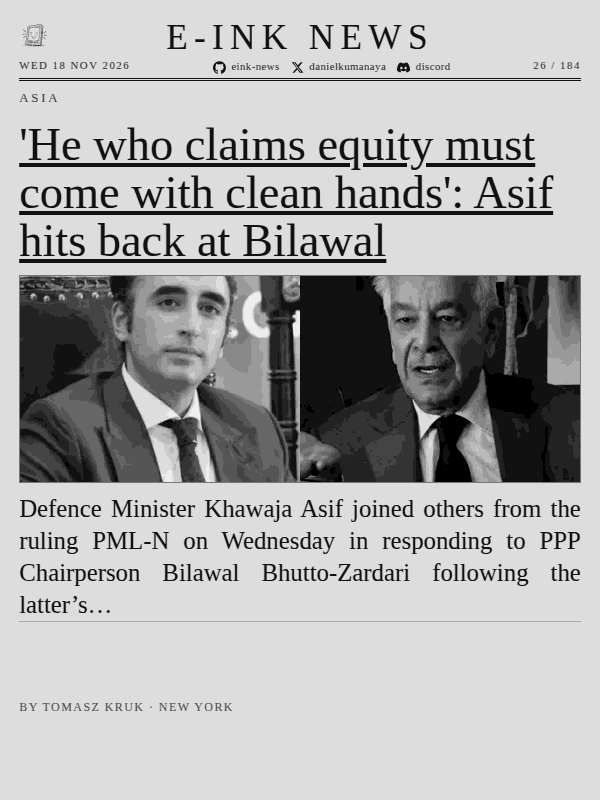 E-INK NEWS
WED 18 NOV 2026
eink-news danielkumanaya discord
26 / 184
ASIA
'He who claims equity must
come with clean hands': Asif
hits back at Bilawal
Defence Minister Khawaja Asif joined others from the
ruling PML-N on Wednesday in responding to PPP
Chairperson Bilawal Bhutto-Zardari following the
latter’s…
BY TOMASZ KRUK · NEW YORK